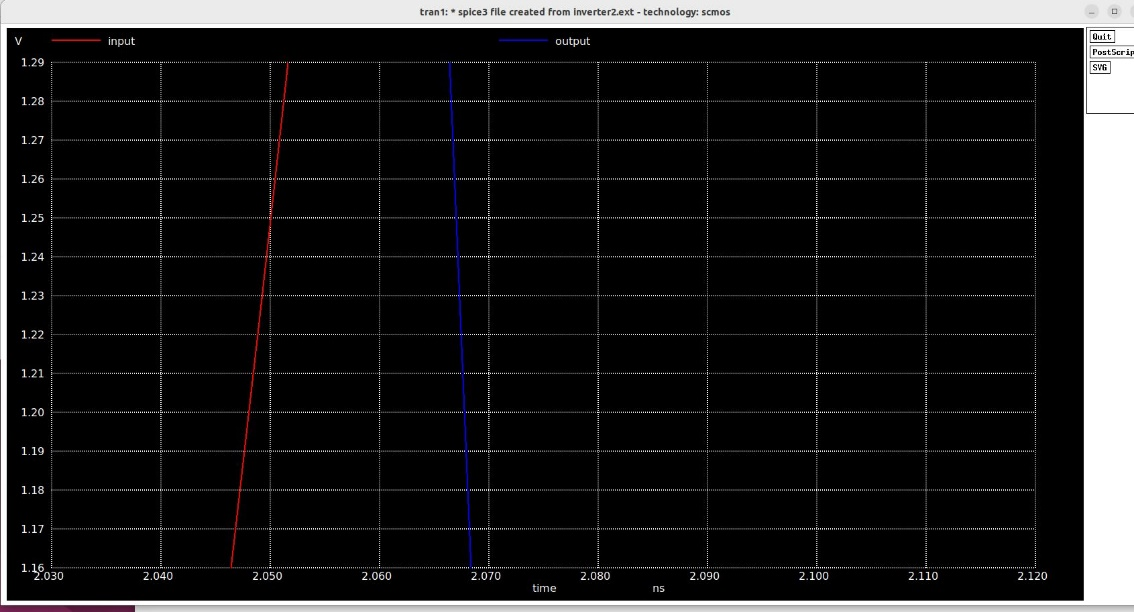 tran1: * spice3 file created from inverter2.ext - technology: scmos
Quit
PostScrip
SVG
V input output
1.29
1.28
1.27
1.26
1.25
1.24
1.23
1.22
1.21
1.20
1.19
1.18
1.17
1.16
2.030 2.040 2.050 2.060 2.070 2.080 2.090 2.100 2.110 2.120
time ns